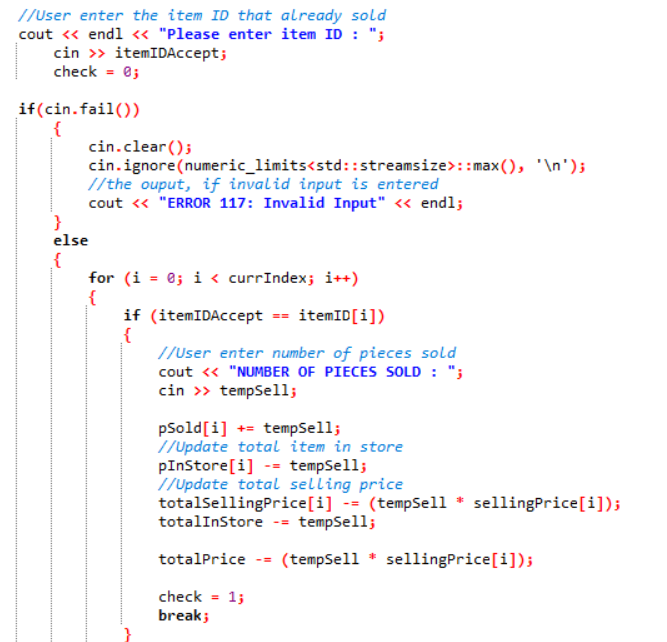 //User enter the item ID that already sold
cout << endl << "Please enter item ID : ";
cin >> itemIDAccept;
check = 0;
if(cin.fail())
{
cin.clear();
cin.ignore(numeric_limits<std::streamsize>::max(), '\n');
//the ouput, if invalid input is entered
cout << "ERROR 117: Invalid Input" << endl;
}
else
{
for (i = 0; i < currIndex; i++)
{
if (itemIDAccept == itemID[i])
{
//User enter number of pieces sold
cout << "NUMBER OF PIECES SOLD : ";
cin >> tempSell;
pSold[i] += tempSell;
//Update total item in store
pInStore[i] -= tempSell;
//Update total selling price
totalSellingPrice[i] -= (tempSell * sellingPrice[i]);
totalInStore -= tempSell;
totalPrice -= (tempSell * sellingPrice[i]);
check = 1;
break;
}